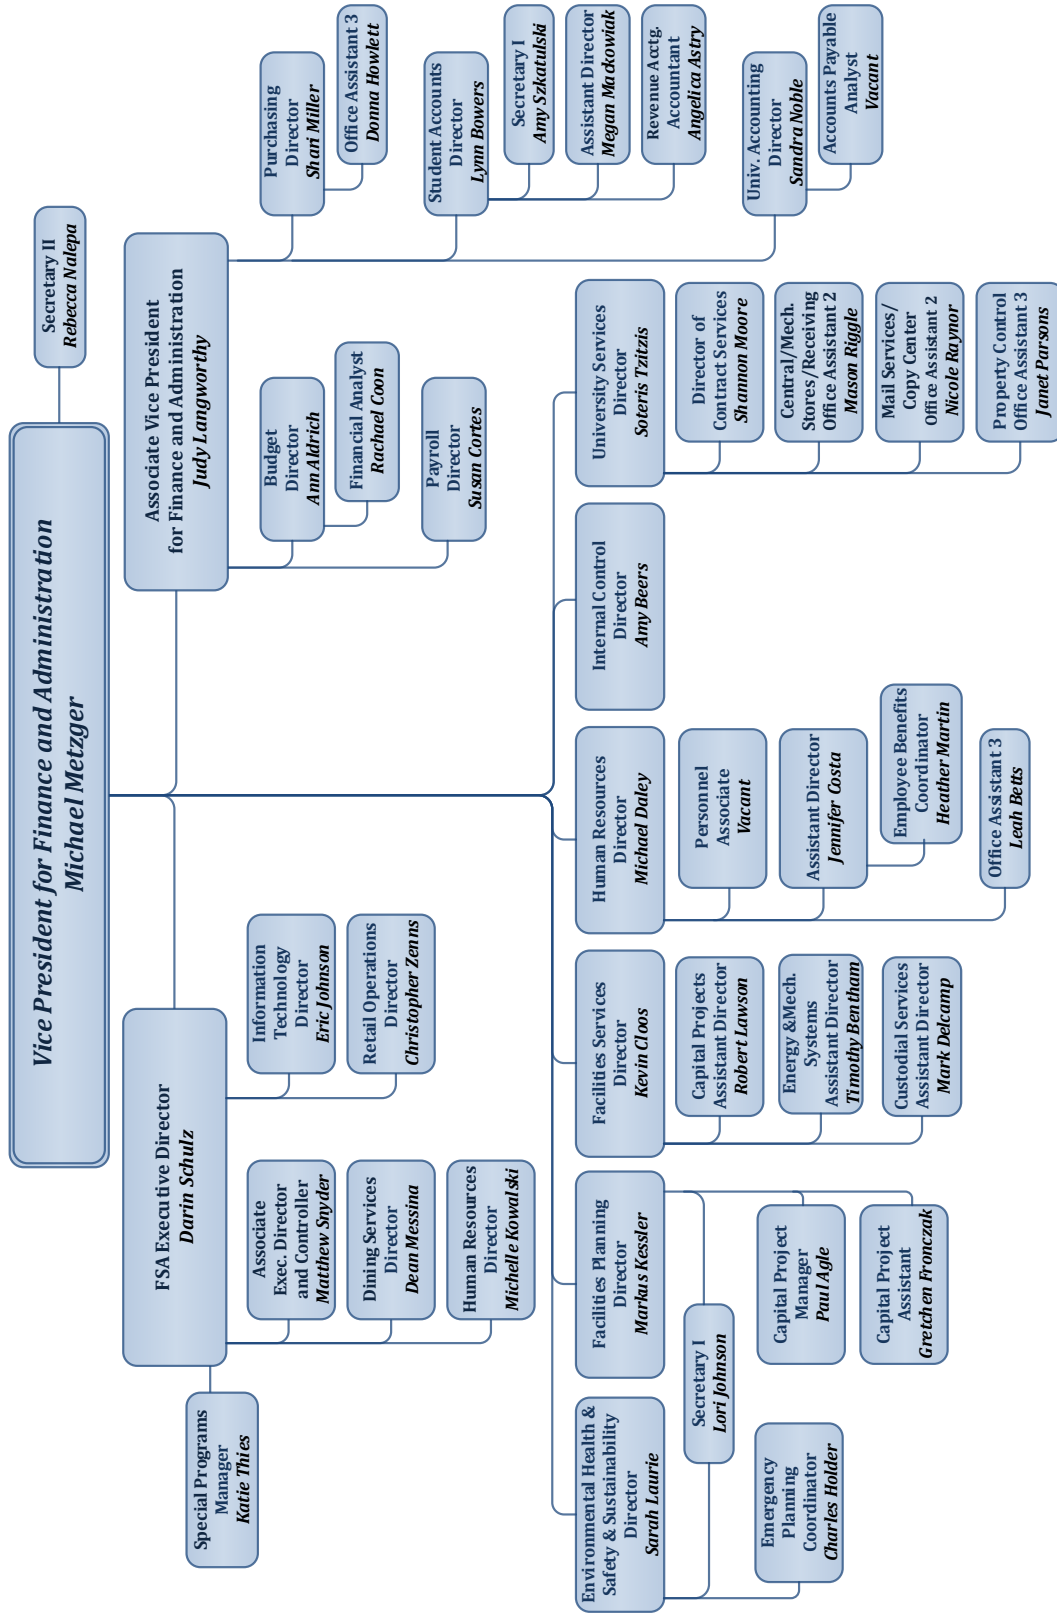 Vice President for Finance and Administration
Michael Metzger
Secretary II
Rebecca Nalepa
FSA Executive Director
Darin Schulz
Special Programs
Manager
Katie Thies
Associate
Exec. Director
and Controller
Matthew Snyder
Dining Services
Director
Dean Messina
Human Resources
Director
Michelle Kowalski
Information
Technology
Director
Eric Johnson
Retail Operations
Director
Christopher Zenns
Associate Vice President
for Finance and Administration
Judy Langworthy
Budget
Director
Ann Aldrich
Financial Analyst
Rachael Coon
Payroll
Director
Susan Cortes
Purchasing
Director
Shari Miller
Office Assistant 3
Donna Howlett
Student Accounts
Director
Lynn Bowers
Secretary I
Amy Szkatulski
Assistant Director
Megan Mackowiak
Revenue Acctg.
Accountant
Angelica Astry
Univ. Accounting
Director
Sandra Noble
Accounts Payable
Analyst
Vacant
Environmental Health &
Safety & Sustainability
Director
Sarah Laurie
Secretary I
Lori Johnson
Emergency
Planning
Coordinator
Charles Holder
Facilities Planning
Director
Markus Kessler
Capital Project
Manager
Paul Agle
Capital Project
Assistant
Gretchen Fronczak
Facilities Services
Director
Kevin Cloos
Capital Projects
Assistant Director
Robert Lawson
Energy &Mech.
Systems
Assistant Director
Timothy Bentham
Custodial Services
Assistant Director
Mark Delcamp
Human Resources
Director
Michael Daley
Personnel
Associate
Vacant
Assistant Director
Jennifer Costa
Employee Benefits
Coordinator
Heather Martin
Office Assistant 3
Leah Betts
Internal Control
Director
Amy Beers
University Services
Director
Soteris Tzitzis
Director of
Contract Services
Shannon Moore
Central/Mech.
Stores/Receiving
Office Assistant 2
Mason Riggle
Mail Services/
Copy Center
Office Assistant 2
Nicole Raynor
Property Control
Office Assistant 3
Janet Parsons